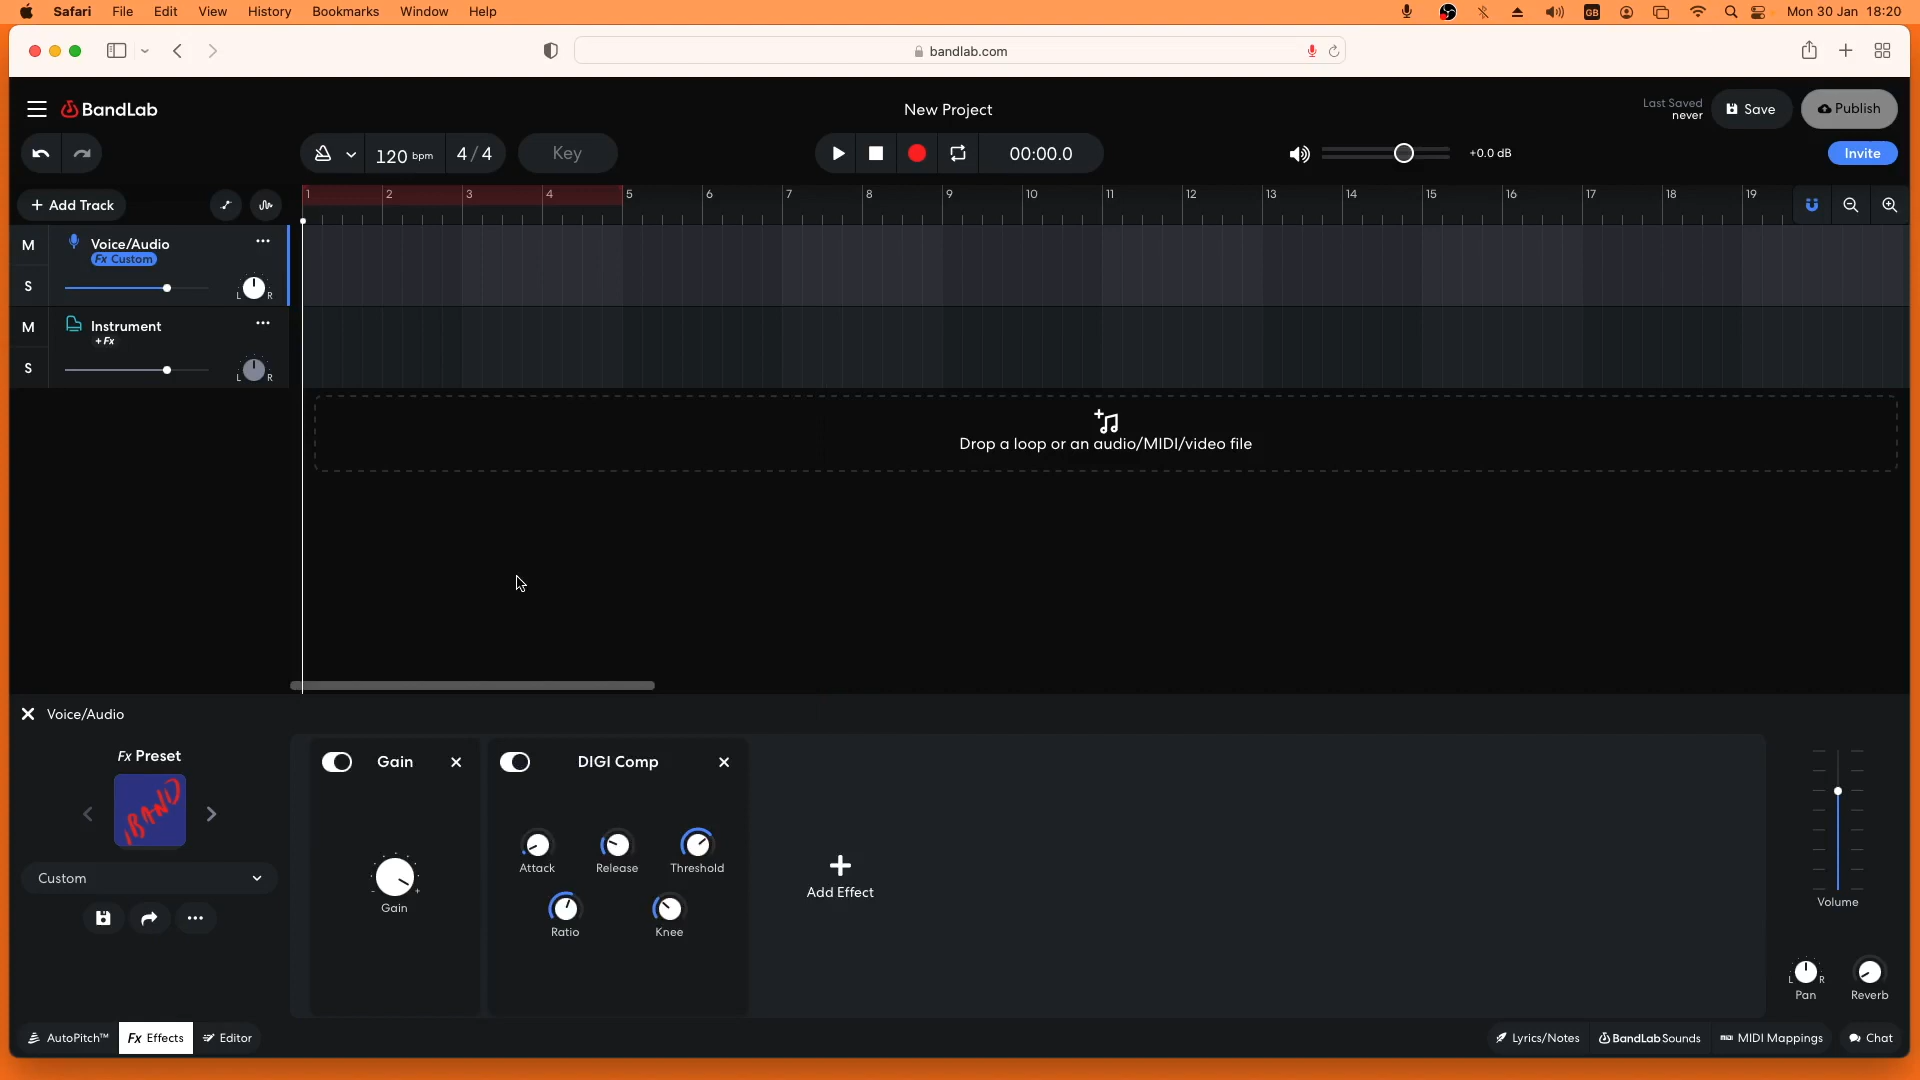 Safari File Edit View History Bookmarks Window Help GB Mon 30 Jan 18:20
bandlab.com
BandLab
New Project
Last Saved
never
Save
Publish
120 bpm
4 / 4
Key
00:00.0
+0.0 dB
Invite
+ Add Track
1 2 3 4 5 6 7 8 9 10 11 12 13 14 15 16 17 18 19
M
Voice/Audio
Fx Custom
S
L R
M
Instrument
+ Fx
S
L R
Drop a loop or an audio/MIDI/video file
Voice/Audio
Fx Preset
BAND
Custom
Gain
Gain
- +
DIGI Comp
Attack Release Threshold
Ratio Knee
Add Effect
Volume
L R
Pan Reverb
AutoPitch™ Fx Effects Editor
Lyrics/Notes BandLab Sounds MIDI Mappings Chat